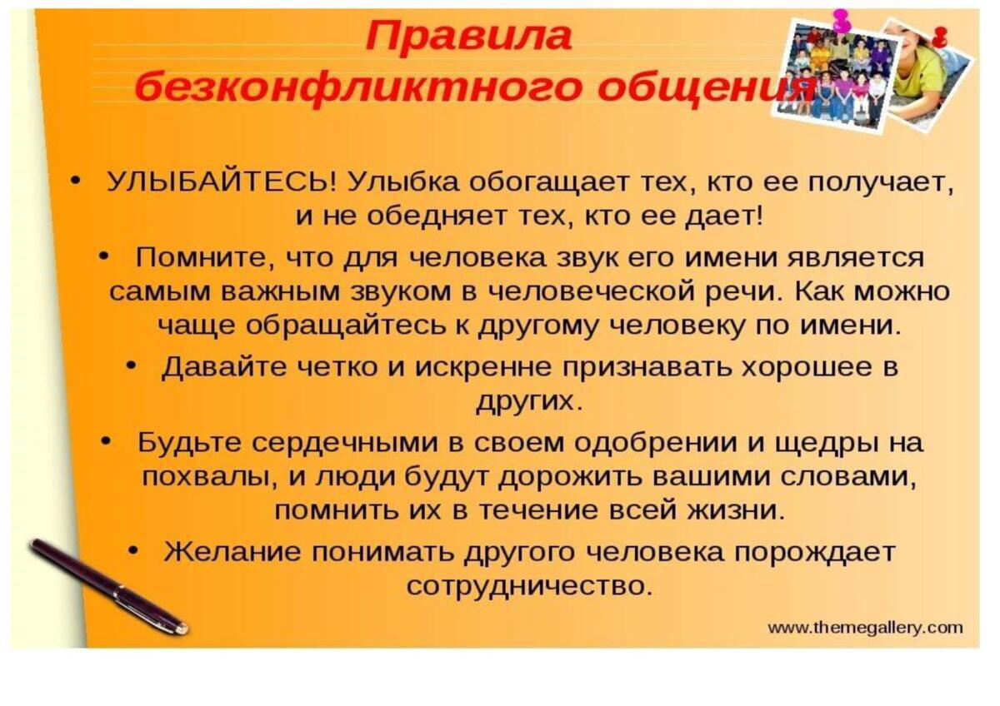 Правила
безконфликтного общения
• УЛЫБАЙТЕСЬ! Улыбка обогащает тех, кто ее получает,
и не обедняет тех, кто ее дает!
• Помните, что для человека звук его имени является
самым важным звуком в человеческой речи. Как можно
чаще обращайтесь к другому человеку по имени.
• Давайте четко и искренне признавать хорошее в
других.
• Будьте сердечными в своем одобрении и щедры на
похвалы, и люди будут дорожить вашими словами,
помнить их в течение всей жизни.
• Желание понимать другого человека порождает
сотрудничество.
www.themegallery.com